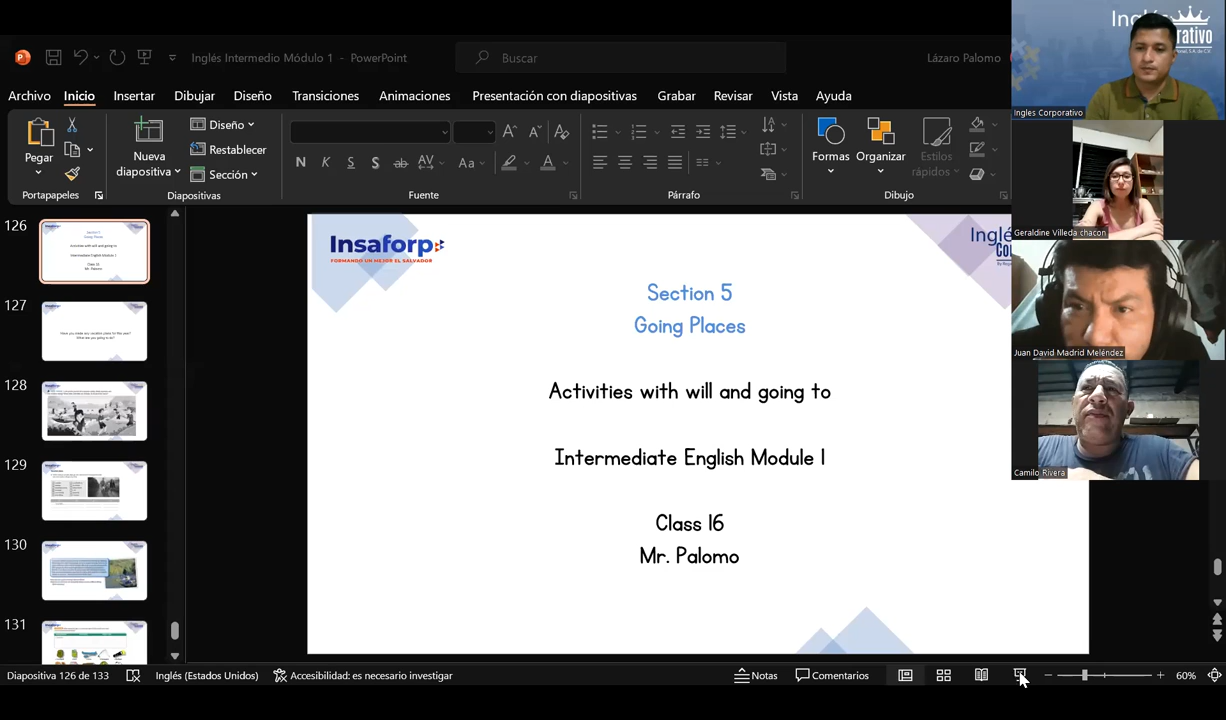 Inglés Intermedio Módulo 1 - PowerPoint
Buscar
Lázaro Palomo
Archivo Inicio Insertar Dibujar Diseño Transiciones Animaciones Presentación con diapositivas Grabar Revisar Vista Ayuda
Pegar
Nueva diapositiva
Diseño
Restablecer
Sección
Formas
Organizar
Estilos rápidos
Portapapeles
Diapositivas
Fuente
Párrafo
Dibujo
Ingles Corporativo
Geraldine Villeda chacon
Juan David Madrid Meléndez
Camilo Rivera
126
127
128
129
130
131
Insaforp
FORMANDO UN MEJOR EL SALVADOR
Section 5
Going Places
Activities with will and going to
Intermediate English Module 1
Class 16
Mr. Palomo
Diapositiva 126 de 133
Inglés (Estados Unidos)
Accesibilidad: es necesario investigar
Notas
Comentarios
60%